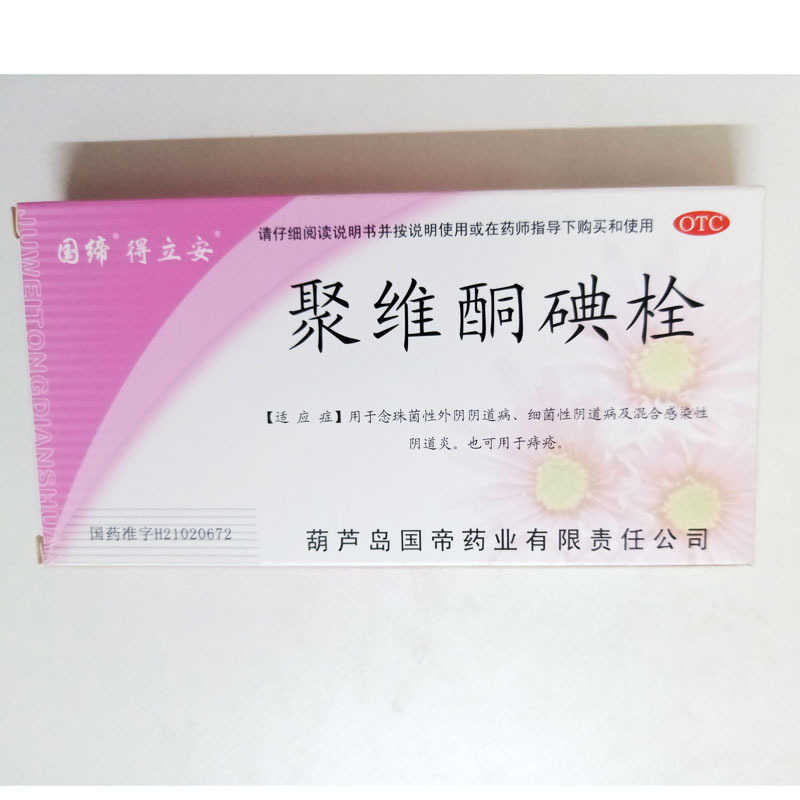 请仔细阅读说明书并按说明使用或在药师指导下购买和使用
OTC
国缔® 得立安®
聚维酮碘栓
【适 应 症】用于念珠菌性外阴阴道病、细菌性阴道病及混合感染性
阴道炎。也可用于痔疮。
国药准字H21020672
葫芦岛国帝药业有限责任公司
JUWEITONGDIANSHUAN